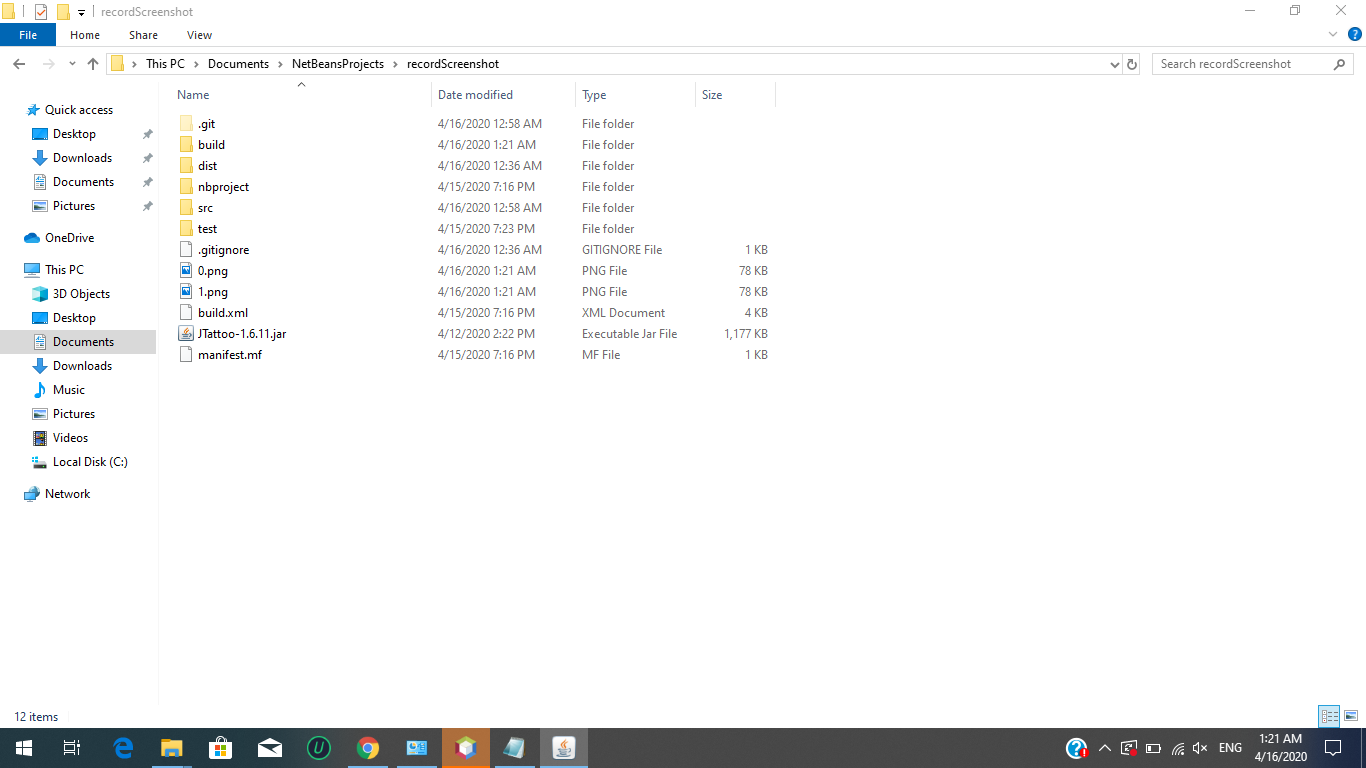 recordScreenshot
File Home Share View
This PC Documents NetBeansProjects recordScreenshot Search recordScreenshot
Name Date modified Type Size
Quick access
Desktop
Downloads
Documents
Pictures
OneDrive
This PC
3D Objects
Desktop
Documents
Downloads
Music
Pictures
Videos
Local Disk (C:)
Network
.git 4/16/2020 12:58 AM File folder
build 4/16/2020 1:21 AM File folder
dist 4/16/2020 12:36 AM File folder
nbproject 4/15/2020 7:16 PM File folder
src 4/16/2020 12:58 AM File folder
test 4/15/2020 7:23 PM File folder
.gitignore 4/16/2020 12:36 AM GITIGNORE File 1 KB
0.png 4/16/2020 1:21 AM PNG File 78 KB
1.png 4/16/2020 1:21 AM PNG File 78 KB
build.xml 4/15/2020 7:16 PM XML Document 4 KB
JTattoo-1.6.11.jar 4/12/2020 2:22 PM Executable Jar File 1,177 KB
manifest.mf 4/15/2020 7:16 PM MF File 1 KB
12 items
ENG
1:21 AM
4/16/2020